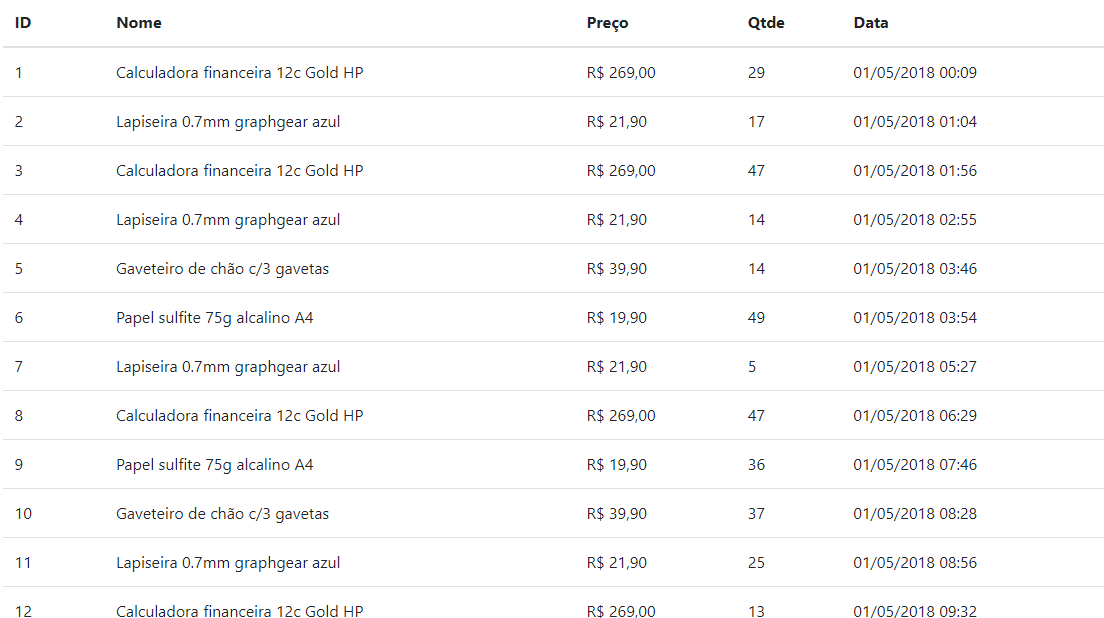 ID Nome Preço Qtde Data
1 Calculadora financeira 12c Gold HP R$ 269,00 29 01/05/2018 00:09
2 Lapiseira 0.7mm graphgear azul R$ 21,90 17 01/05/2018 01:04
3 Calculadora financeira 12c Gold HP R$ 269,00 47 01/05/2018 01:56
4 Lapiseira 0.7mm graphgear azul R$ 21,90 14 01/05/2018 02:55
5 Gaveteiro de chão c/3 gavetas R$ 39,90 14 01/05/2018 03:46
6 Papel sulfite 75g alcalino A4 R$ 19,90 49 01/05/2018 03:54
7 Lapiseira 0.7mm graphgear azul R$ 21,90 5 01/05/2018 05:27
8 Calculadora financeira 12c Gold HP R$ 269,00 47 01/05/2018 06:29
9 Papel sulfite 75g alcalino A4 R$ 19,90 36 01/05/2018 07:46
10 Gaveteiro de chão c/3 gavetas R$ 39,90 37 01/05/2018 08:28
11 Lapiseira 0.7mm graphgear azul R$ 21,90 25 01/05/2018 08:56
12 Calculadora financeira 12c Gold HP R$ 269,00 13 01/05/2018 09:32